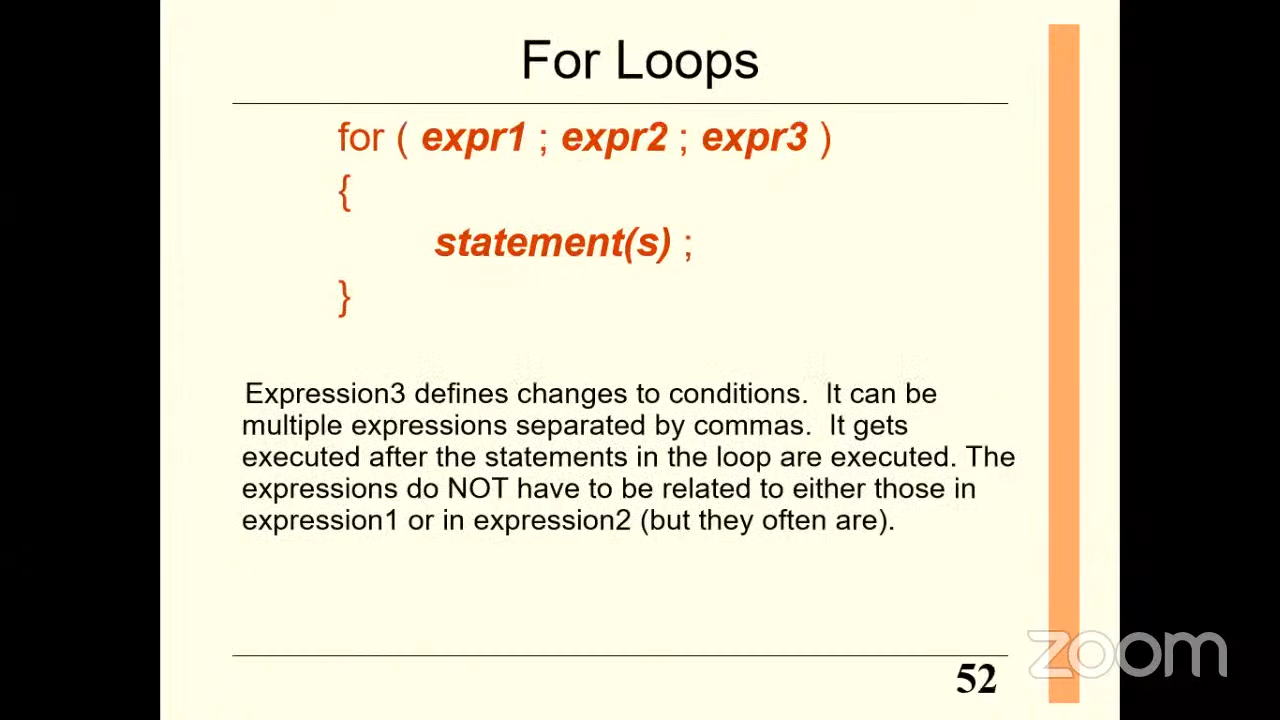 For Loops
for ( expr1 ; expr2 ; expr3 )
{
statement(s) ;
}
Expression3 defines changes to conditions.  It can be
multiple expressions separated by commas.  It gets
executed after the statements in the loop are executed. The
expressions do NOT have to be related to either those in
expression1 or in expression2 (but they often are).
52
zoom